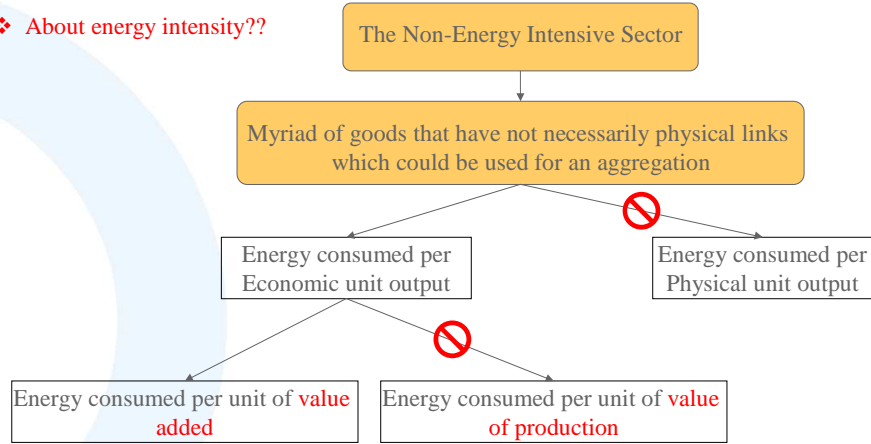 ❖ About energy intensity??
The Non-Energy Intensive Sector
Myriad of goods that have not necessarily physical links
which could be used for an aggregation
Energy consumed per
Economic unit output
Energy consumed per
Physical unit output
Energy consumed per unit of value
added
Energy consumed per unit of value
of production